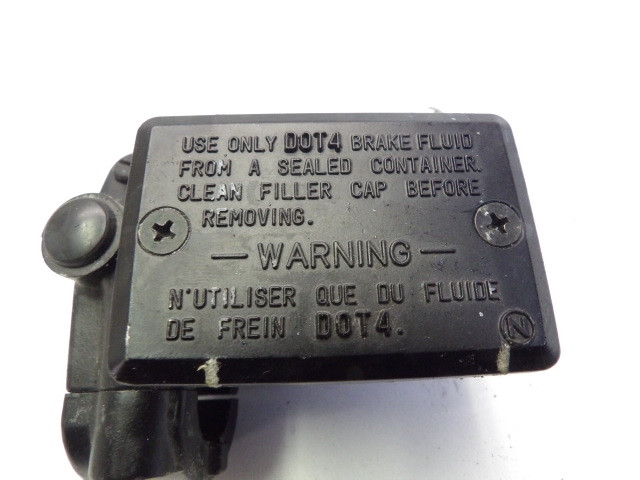 USE ONLY DOT4 BRAKE FLUID
FROM A SEALED CONTAINER.
CLEAN FILLER CAP BEFORE
REMOVING.
— WARNING —
N'UTILISER QUE DU FLUIDE
DE FREIN DOT4.
N